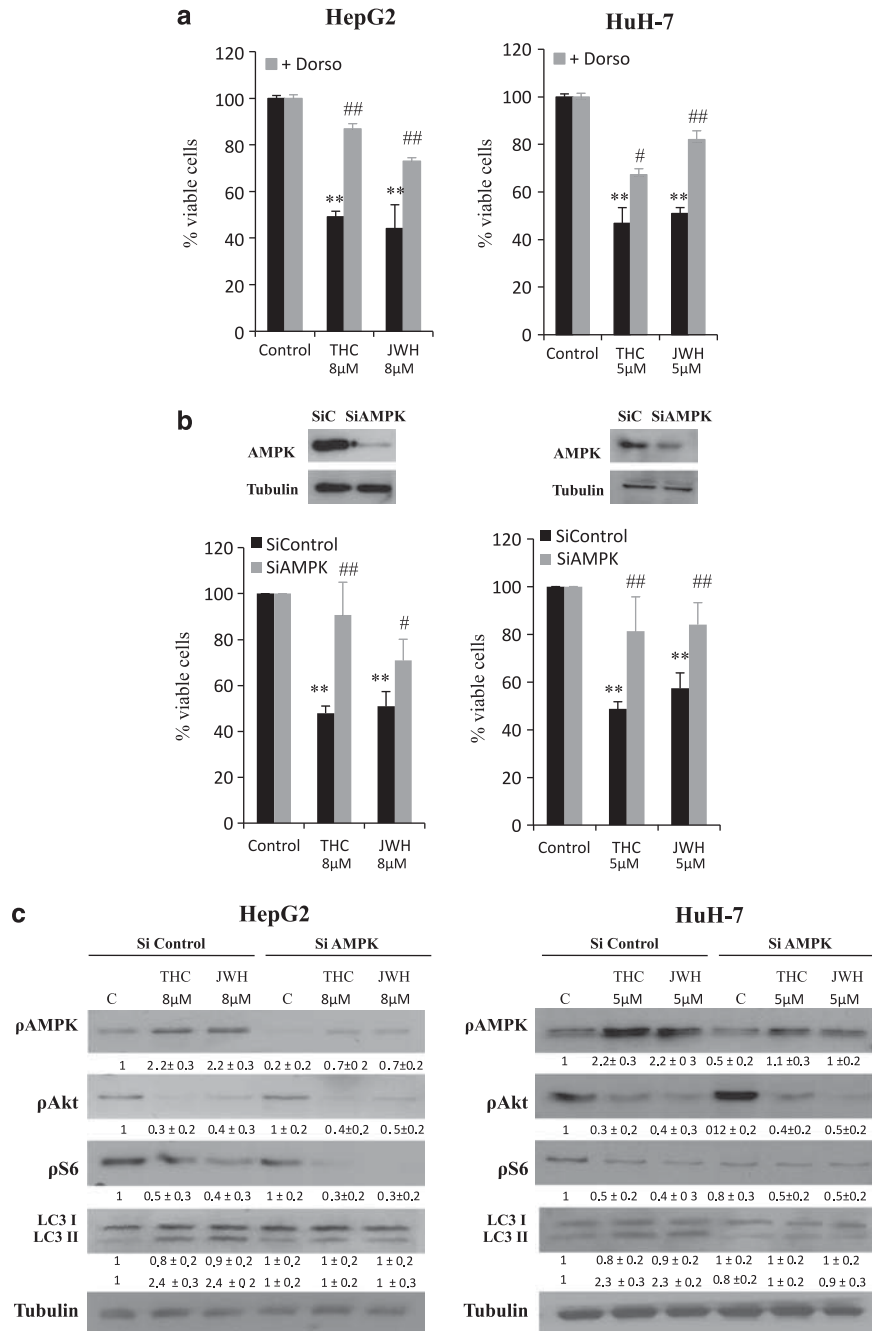 a
HepG2
HuH-7
120
100
80
60
40
20
0
% viable cells
+ Dorso
**
##
**
##
Control
THC
8µM
JWH
8µM
120
100
80
60
40
20
0
% viable cells
+ Dorso
**
#
**
##
Control
THC
5µM
JWH
5µM
b
SiC SiAMPK
AMPK
Tubulin
SiC SiAMPK
AMPK
Tubulin
120
100
80
60
40
20
0
% viable cells
SiControl
SiAMPK
**
##
**
#
Control
THC
8µM
JWH
8µM
120
100
80
60
40
20
0
% viable cells
SiControl
SiAMPK
**
##
**
##
Control
THC
5µM
JWH
5µM
c
HepG2
Si Control Si AMPK
THC JWH THC JWH
C 8µM 8µM C 8µM 8µM
pAMPK
1 2.2± 0.3 2.2 ± 0.3 0.2 ± 0.2 0.7±0.2 0.7±0.2
pAkt
1 0.3 ± 0.2 0.4 ± 0.3 1 ± 0.2 0.4±0.2 0.5±0.2
pS6
1 0.5 ± 0.3 0.4 ± 0.3 1 ± 0.2 0.3±0.2 0.3±0.2
LC3 I
LC3 II
1 0.8 ± 0.2 0.9 ± 0.2 1 ± 0.2 1 ± 0.2 1 ± 0.2
1 2.4 ± 0.3 2.4 ± 0.2 1 ± 0.2 1 ± 0.2 1 ± 0.3
Tubulin
HuH-7
Si Control Si AMPK
THC JWH THC JWH
C 5µM 5µM C 5µM 5µM
pAMPK
1 2.2± 0.3 2.2 ± 0 3 0.5 ± 0.2 1.1±0.3 1 ±0.2
pAkt
1 0.3 ± 0.2 0.4 ± 0.3 012 ± 0.2 0.4±0.2 0.5±0.2
pS6
1 0.5 ± 0.2 0.4 ± 0 3 0.8 ± 0.3 0.5±0.2 0.5±0.2
LC3 I
LC3 II
1 0.8 ± 0.2 0.9 ± 0.2 1 ± 0.2 1 ± 0.2 1 ± 0.2
1 2.3 ± 0.3 2.3 ± 0.2 0.8 ±0.2 1 ± 0.2 0.9 ± 0.3
Tubulin